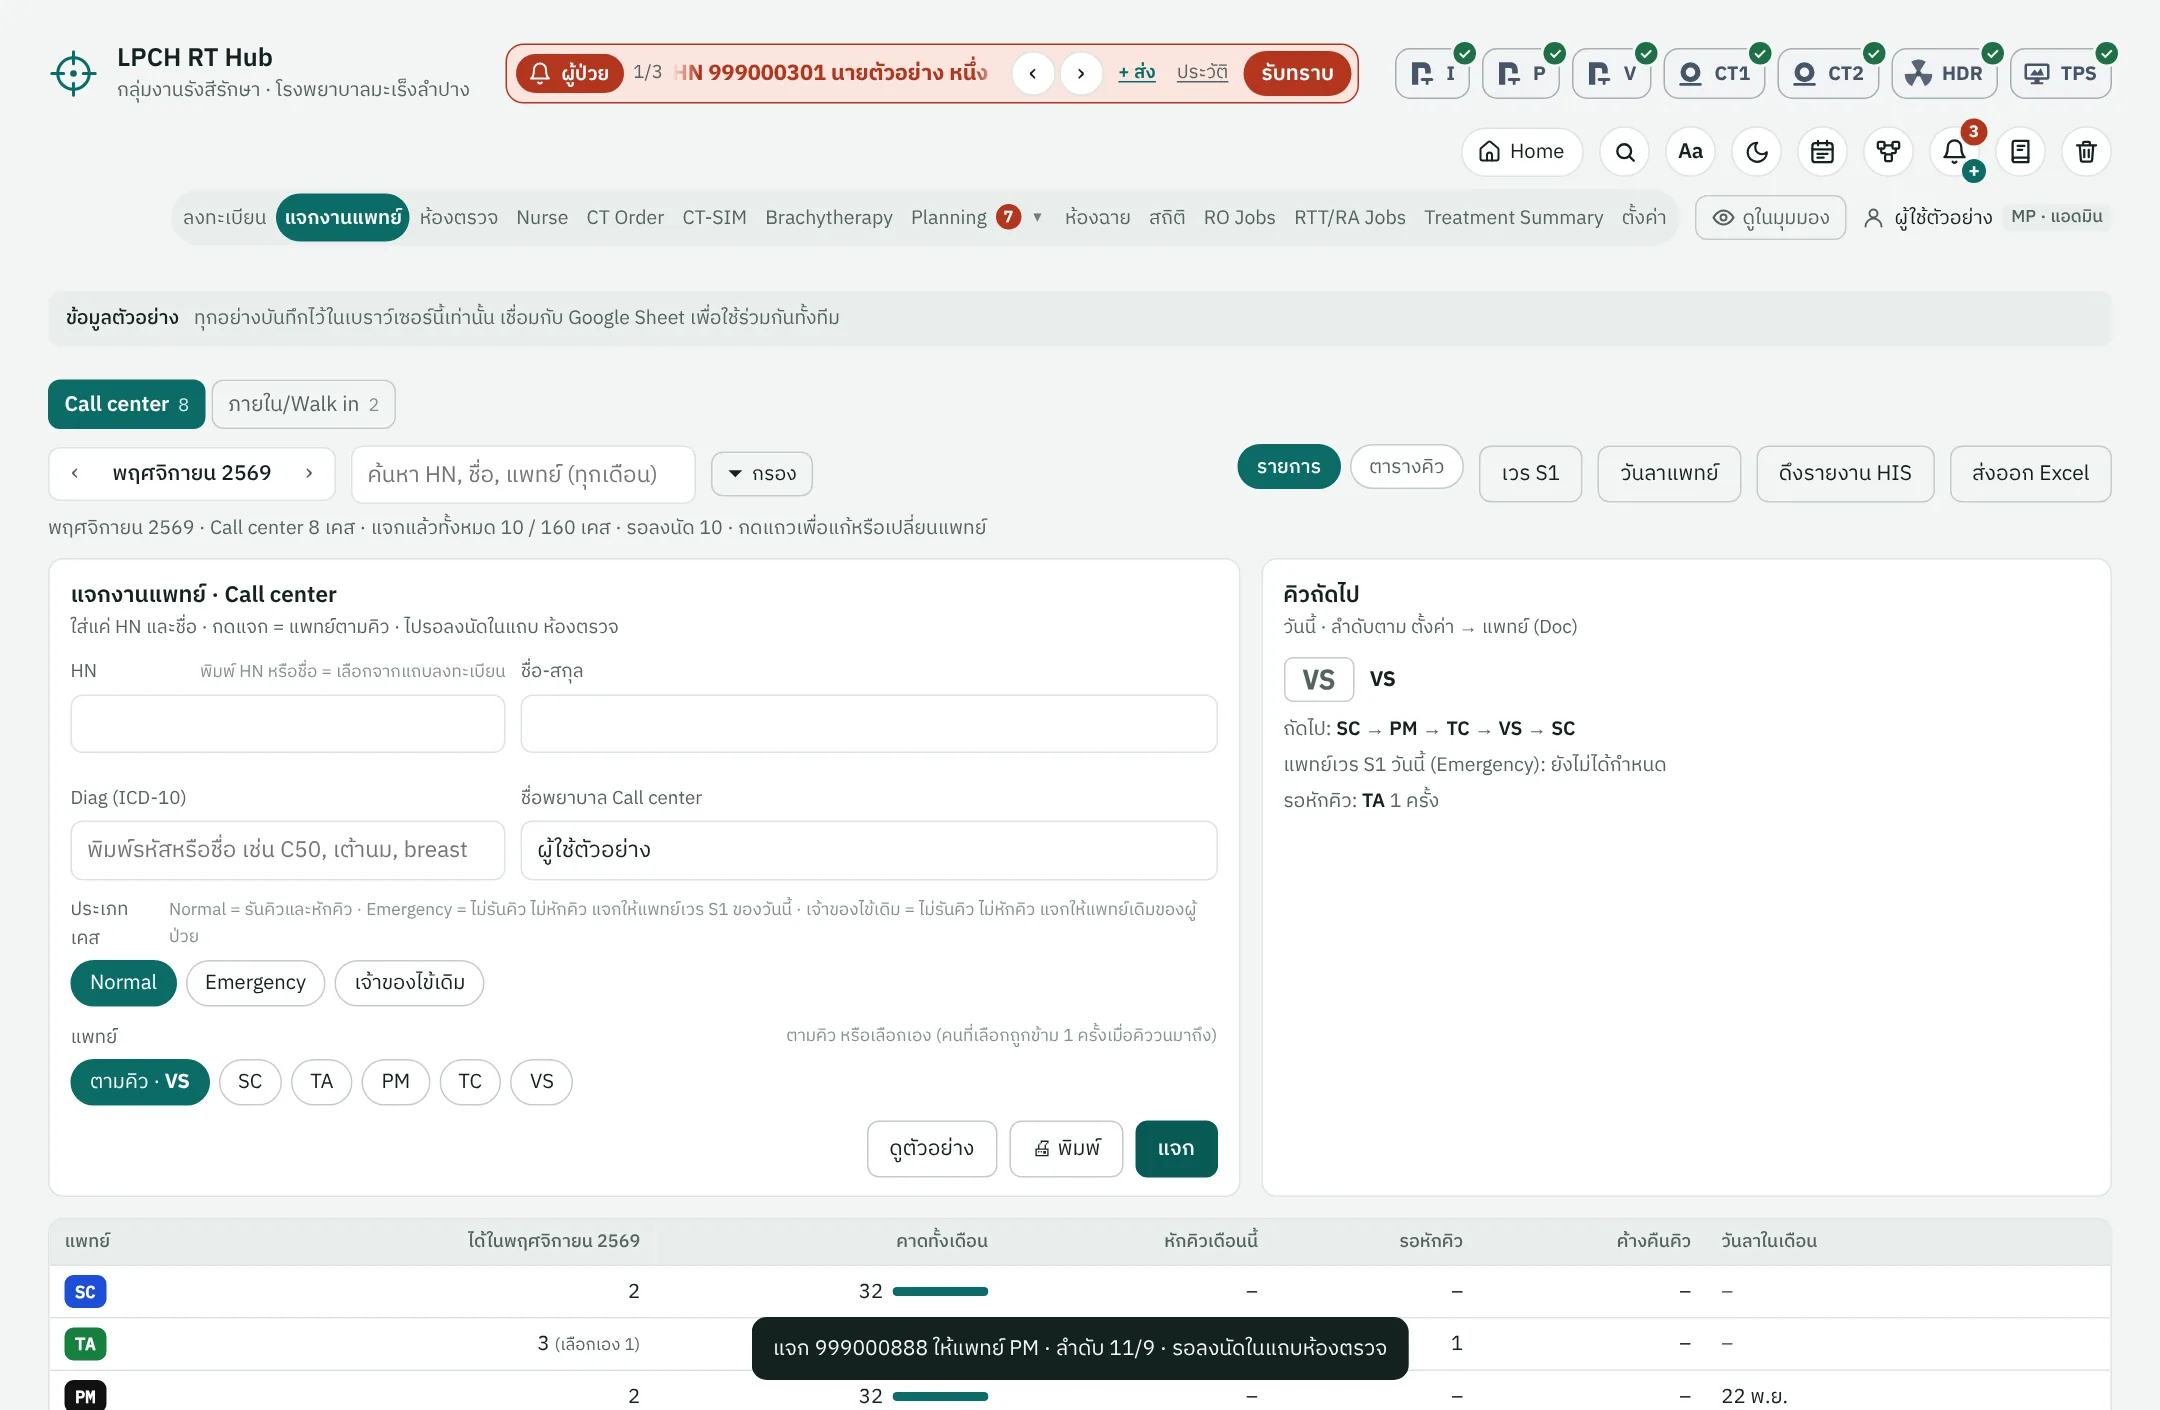 LPCH RT Hub
กลุ่มงานรังสีรักษา · โรงพยาบาลมะเร็งลำปาง
ผู้ป่วย 1/3 HN 999000301 นายตัวอย่าง หนึ่ง ‹ › + ส่ง ประวัติ รับทราบ
I P V CT1 CT2 HDR TPS
Home Aa 3 +
ลงทะเบียน แจกงานแพทย์ ห้องตรวจ Nurse CT Order CT-SIM Brachytherapy Planning 7 ▼ ห้องฉาย สถิติ RO Jobs RTT/RA Jobs Treatment Summary ตั้งค่า ดูในมุมมอง ผู้ใช้ตัวอย่าง MP · แอดมิน
ข้อมูลตัวอย่าง ทุกอย่างบันทึกไว้ในเบราว์เซอร์นี้เท่านั้น เชื่อมกับ Google Sheet เพื่อใช้ร่วมกันทั้งทีม
Call center 8 ภายใน/Walk in 2
‹ พฤศจิกายน 2569 › ค้นหา HN, ชื่อ, แพทย์ (ทุกเดือน) ▼ กรอง รายการ ตารางคิว เวร S1 วันลาแพทย์ ดึงรายงาน HIS ส่งออก Excel
พฤศจิกายน 2569 · Call center 8 เคส · แจกแล้วทั้งหมด 10 / 160 เคส · รอลงนัด 10 · กดแถวเพื่อแก้หรือเปลี่ยนแพทย์
แจกงานแพทย์ · Call center
ใส่แค่ HN และชื่อ · กดแจก = แพทย์ตามคิว · ไปรอลงนัดในแถบ ห้องตรวจ
HN พิมพ์ HN หรือชื่อ = เลือกจากแถบลงทะเบียน ชื่อ-สกุล
Diag (ICD-10) ชื่อพยาบาล Call center
พิมพ์รหัสหรือชื่อ เช่น C50, เต้านม, breast ผู้ใช้ตัวอย่าง
ประเภทเคส Normal = รันคิวและหักคิว · Emergency = ไม่รันคิว ไม่หักคิว แจกให้แพทย์เวร S1 ของวันนี้ · เจ้าของไข้เดิม = ไม่รันคิว ไม่หักคิว แจกให้แพทย์เดิมของผู้ป่วย
Normal Emergency เจ้าของไข้เดิม
แพทย์ ตามคิว หรือเลือกเอง (คนที่เลือกถูกข้าม 1 ครั้งเมื่อคิววนมาถึง)
ตามคิว · VS SC TA PM TC VS
ดูตัวอย่าง พิมพ์ แจก
คิวถัดไป
วันนี้ · ลำดับตาม ตั้งค่า → แพทย์ (Doc)
VS VS
ถัดไป: SC → PM → TC → VS → SC
แพทย์เวร S1 วันนี้ (Emergency): ยังไม่ได้กำหนด
รอหักคิว: TA 1 ครั้ง
แพทย์ ได้ในพฤศจิกายน 2569 คาดทั้งเดือน หักคิวเดือนนี้ รอหักคิว ค้างคืนคิว วันลาในเดือน
SC 2 32 – – – –
TA 3 (เลือกเอง 1) 1 – –
แจก 999000888 ให้แพทย์ PM · ลำดับ 11/9 · รอลงนัดในแถบห้องตรวจ
PM 2 32 – – – 22 พ.ย.